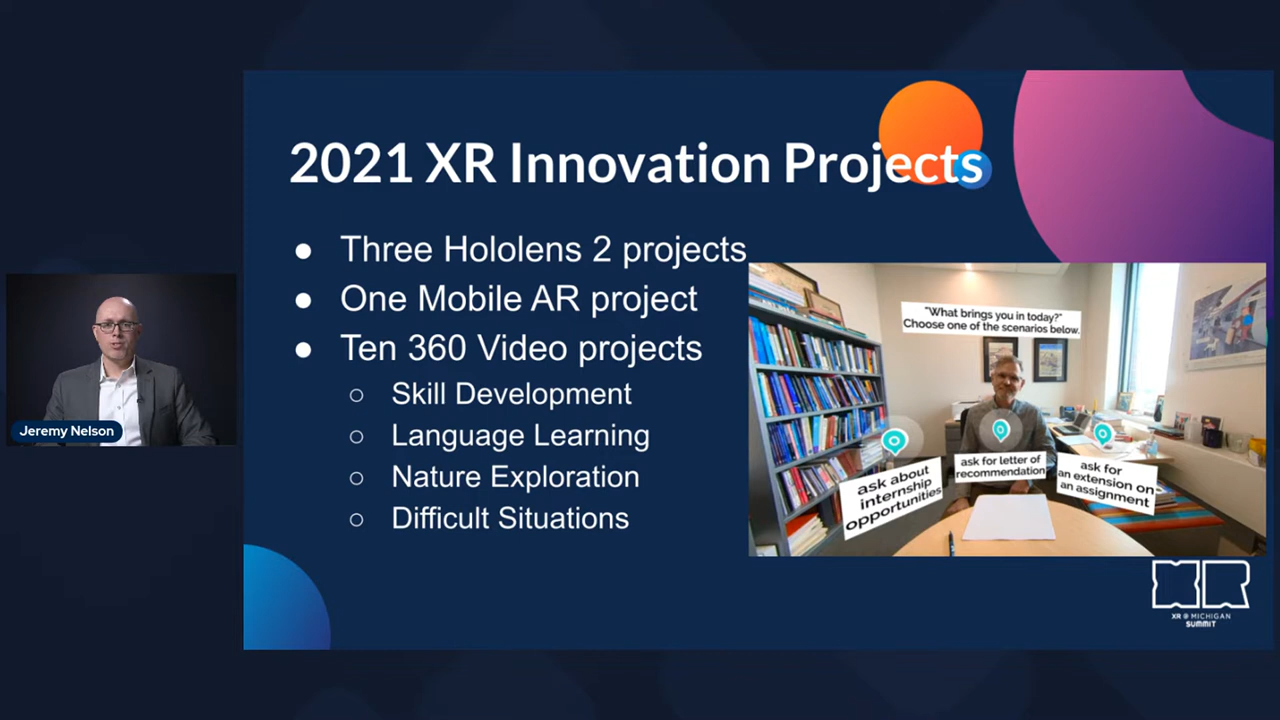 2021 XR Innovation Projects
● Three Hololens 2 projects
● One Mobile AR project
● Ten 360 Video projects
○ Skill Development
○ Language Learning
○ Nature Exploration
○ Difficult Situations
"What brings you in today?"
Choose one of the scenarios below.
ask about
internship
opportunities
ask for letter of
recommendation
ask for
an extension on
an assignment
Jeremy Nelson
XR
XR @ MICHIGAN
SUMMIT